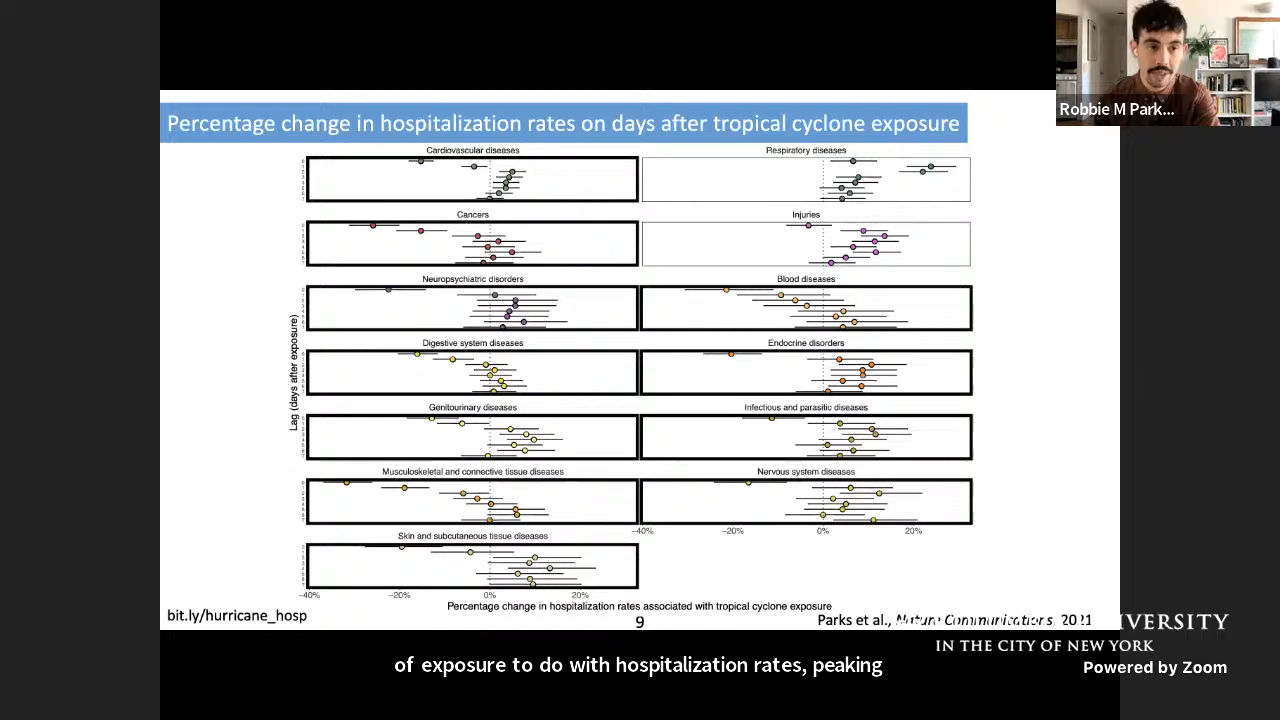 Robbie M Park...
Percentage change in hospitalization rates on days after tropical cyclone exposure
Cardiovascular diseases
Respiratory diseases
Cancers
Injuries
Neuropsychiatric disorders
Blood diseases
Digestive system diseases
Endocrine disorders
Genitourinary diseases
Infectious and parasitic diseases
Musculoskeletal and connective tissue diseases
Nervous system diseases
−40% −20% 0% 20%
Skin and subcutaneous tissue diseases
−40% −20% 0% 20%
Lag (days after exposure)
Percentage change in hospitalization rates associated with tropical cyclone exposure
bit.ly/hurricane_hosp
9
Parks et al., Nature Communications, 2021
IVERSITY
IN THE CITY OF NEW YORK
of exposure to do with hospitalization rates, peaking
Powered by Zoom